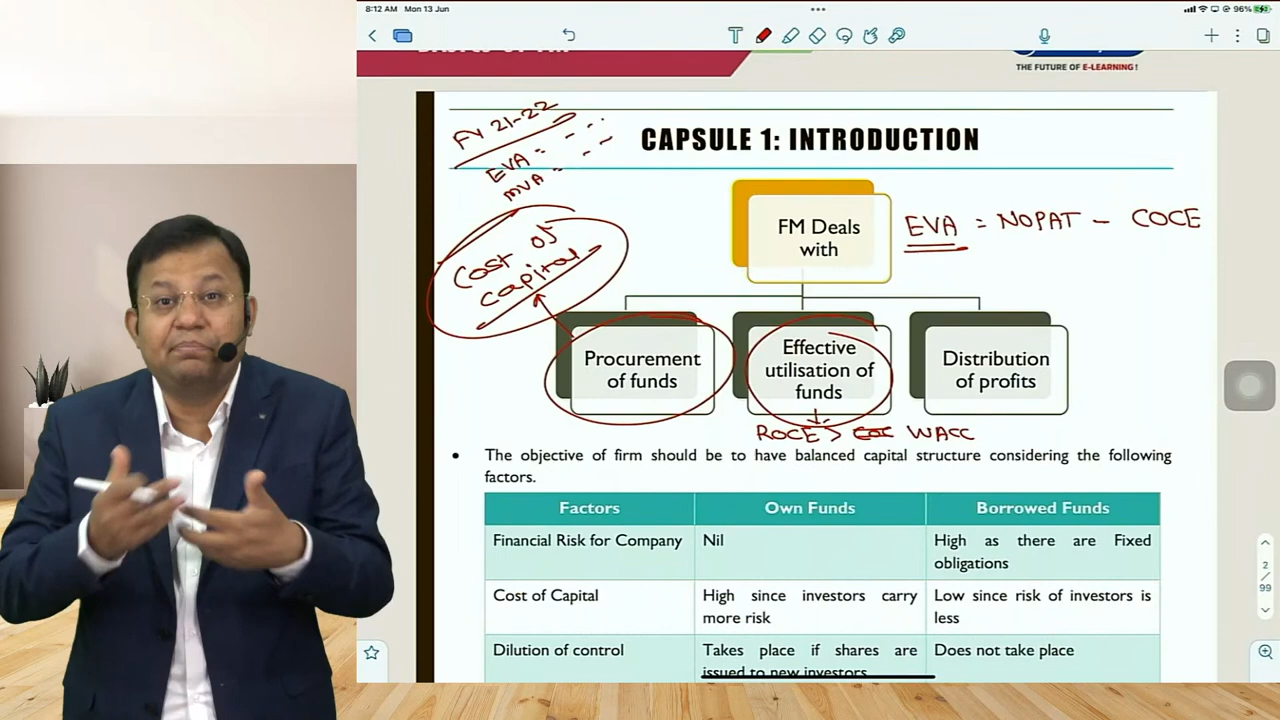 8:12 AM Mon 13 Jun
96%
THE FUTURE OF E-LEARNING !
FY 21-22
EVA =
MVA =
CAPSULE 1: INTRODUCTION
Cost of
capital
FM Deals
with
EVA = NOPAT - COCE
Procurement
of funds
Effective
utilisation of
funds
Distribution
of profits
ROCE > WACC
• The objective of firm should be to have balanced capital structure considering the following
factors.
Factors Own Funds Borrowed Funds
Financial Risk for Company Nil High as there are Fixed
obligations
Cost of Capital High since investors carry
more risk Low since risk of investors is
less
Dilution of control Takes place if shares are
issued to new investors Does not take place
2
/
99